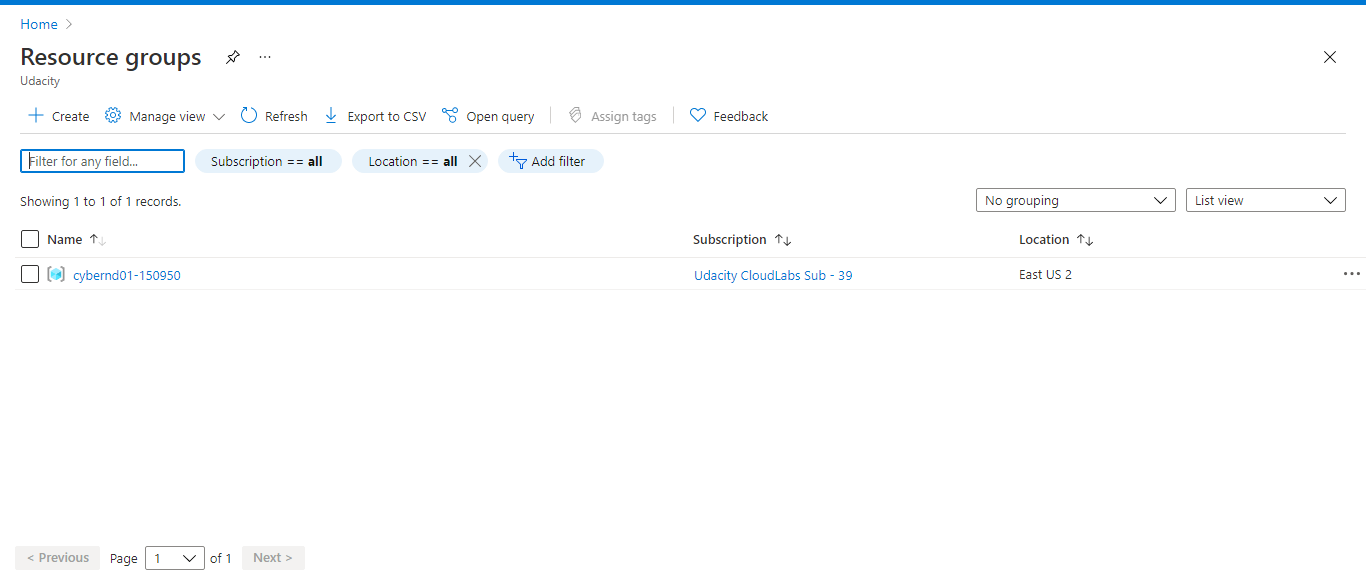 Home
Resource groups
Udacity
Create Manage view Refresh Export to CSV Open query Assign tags Feedback
Filter for any field... Subscription == all Location == all Add filter
Showing 1 to 1 of 1 records. No grouping List view
Name Subscription Location
cybernd01-150950 Udacity CloudLabs Sub - 39 East US 2
< Previous Page 1 of 1 Next >